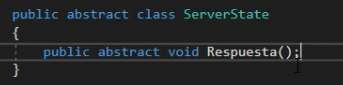 public abstract class ServerState
{
    public abstract void Respuesta();
}